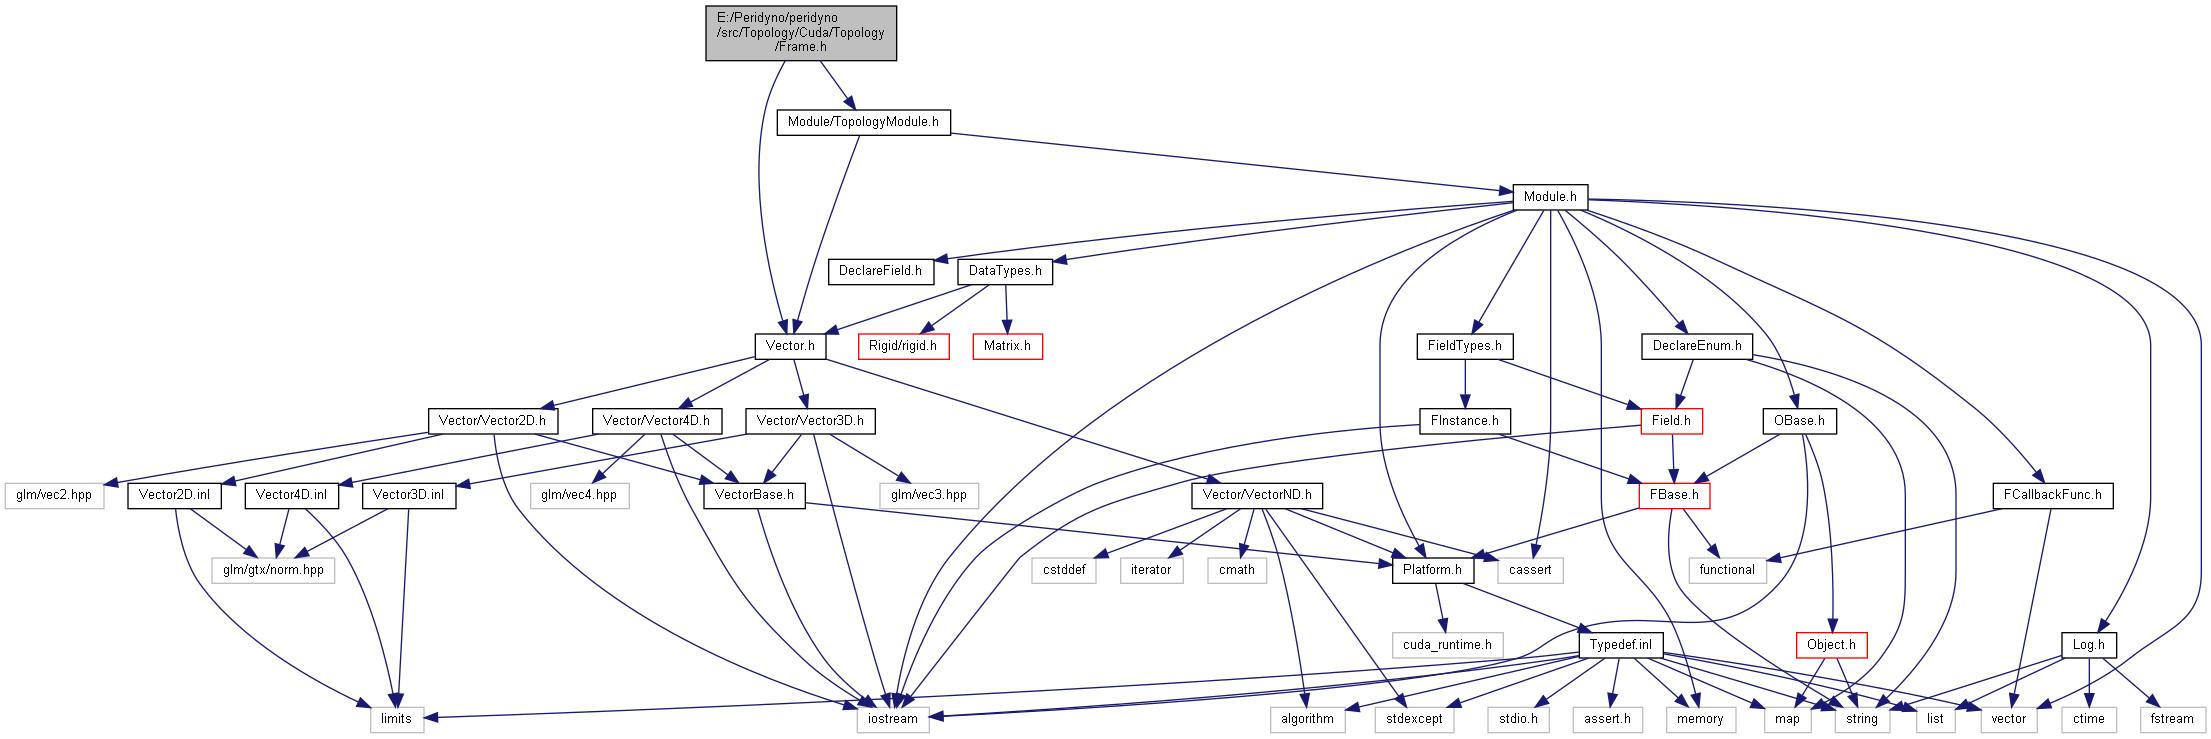 E:/Peridyno/peridyno
/src/Topology/Cuda/Topology
/Frame.h
Module/TopologyModule.h
Module.h
DeclareField.h
DataTypes.h
Vector.h
Rigid/rigid.h
Matrix.h
FieldTypes.h
DeclareEnum.h
Vector/Vector2D.h
Vector/Vector4D.h
Vector/Vector3D.h
FInstance.h
Field.h
OBase.h
glm/vec2.hpp
Vector2D.inl
Vector4D.inl
Vector3D.inl
glm/vec4.hpp
VectorBase.h
glm/vec3.hpp
Vector/VectorND.h
FBase.h
FCallbackFunc.h
glm/gtx/norm.hpp
cstddef
iterator
cmath
Platform.h
cassert
functional
cuda_runtime.h
Typedef.inl
Object.h
Log.h
limits
iostream
algorithm
stdexcept
stdio.h
assert.h
memory
map
string
list
vector
ctime
fstream